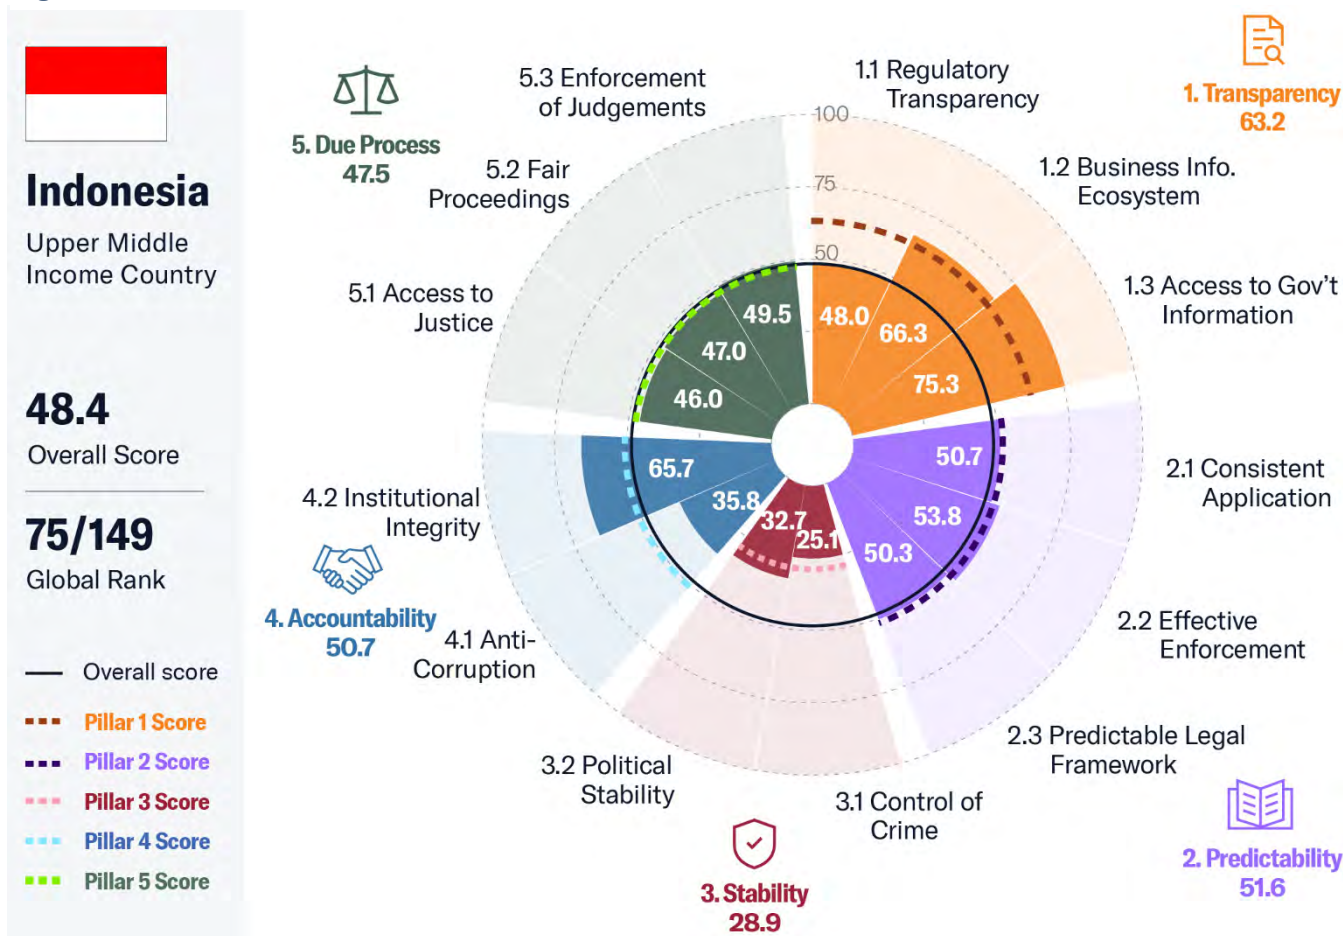 Indonesia
Upper Middle
Income Country
48.4
Overall Score
75/149
Global Rank
Overall score
Pillar 1 Score
Pillar 2 Score
Pillar 3 Score
Pillar 4 Score
Pillar 5 Score
1. Transparency
63.2
1.1 Regulatory
Transparency
1.2 Business Info.
Ecosystem
1.3 Access to Gov't
Information
2.1 Consistent
Application
2.2 Effective
Enforcement
2.3 Predictable Legal
Framework
2. Predictability
51.6
3.1 Control of
Crime
3.2 Political
Stability
3. Stability
28.9
4.1 Anti-
Corruption
4.2 Institutional
Integrity
4. Accountability
50.7
5.1 Access to
Justice
5.2 Fair
Proceedings
5.3 Enforcement
of Judgements
5. Due Process
47.5
100
75
50
48.0
66.3
75.3
50.7
53.8
50.3
25.1
32.7
35.8
65.7
46.0
47.0
49.5